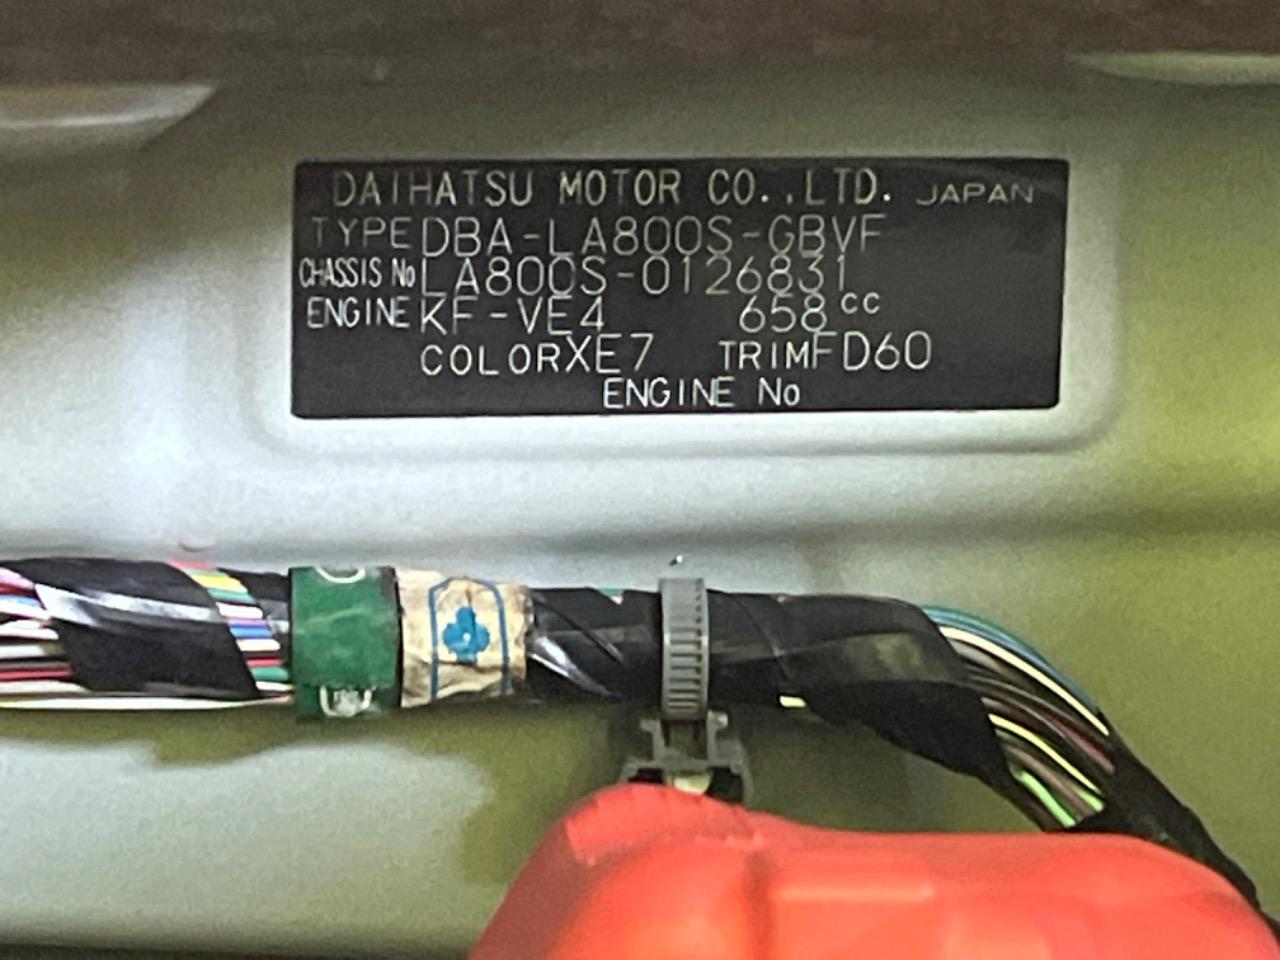 DAIHATSU MOTOR CO.,LTD. JAPAN
TYPE DBA-LA800S-GBVF
CHASSIS No LA800S-0126831
ENGINE KF-VE4 658cc
COLOR XE7 TRIM FD60
ENGINE No